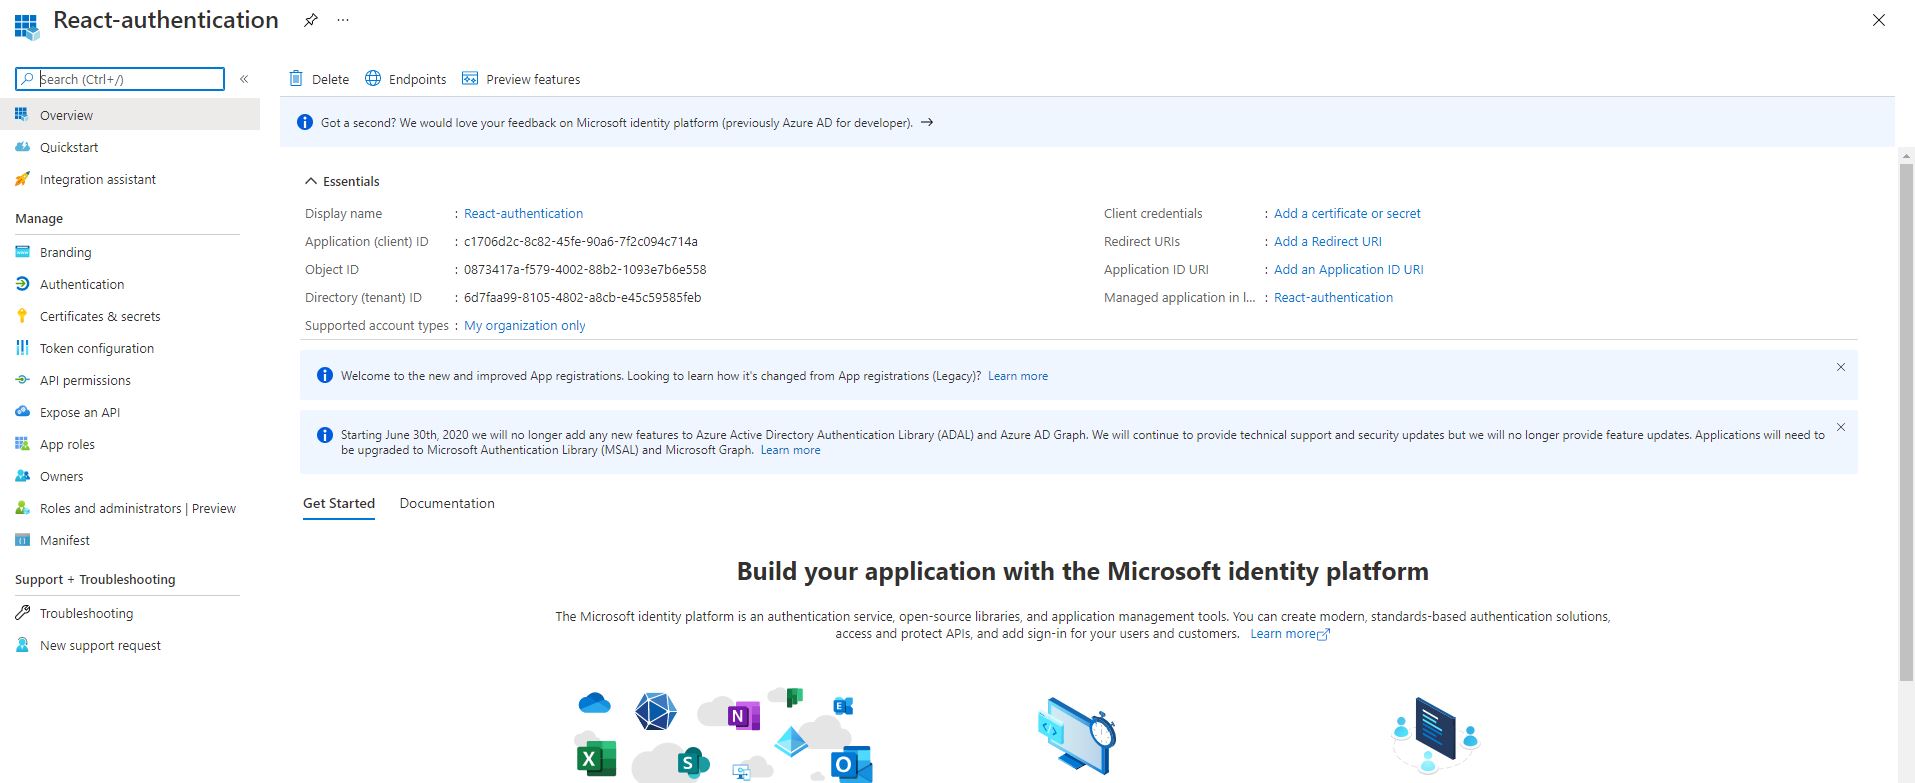 React-authentication
Search (Ctrl+/)
«
Overview
Quickstart
Integration assistant
Manage
Branding
Authentication
Certificates & secrets
Token configuration
API permissions
Expose an API
App roles
Owners
Roles and administrators | Preview
Manifest
Support + Troubleshooting
Troubleshooting
New support request
Delete Endpoints Preview features
Got a second? We would love your feedback on Microsoft identity platform (previously Azure AD for developer). →
Essentials
Display name : React-authentication
Application (client) ID : c1706d2c-8c82-45fe-90a6-7f2c094c714a
Object ID : 0873417a-f579-4002-88b2-1093e7b6e558
Directory (tenant) ID : 6d7faa99-8105-4802-a8cb-e45c59585feb
Supported account types : My organization only
Client credentials : Add a certificate or secret
Redirect URIs : Add a Redirect URI
Application ID URI : Add an Application ID URI
Managed application in l... : React-authentication
Welcome to the new and improved App registrations. Looking to learn how it's changed from App registrations (Legacy)? Learn more
Starting June 30th, 2020 we will no longer add any new features to Azure Active Directory Authentication Library (ADAL) and Azure AD Graph. We will continue to provide technical support and security updates but we will no longer provide feature updates. Applications will need to
be upgraded to Microsoft Authentication Library (MSAL) and Microsoft Graph. Learn more
Get Started Documentation
Build your application with the Microsoft identity platform
The Microsoft identity platform is an authentication service, open-source libraries, and application management tools. You can create modern, standards-based authentication solutions,
access and protect APIs, and add sign-in for your users and customers. Learn more
N
E
X
S
O